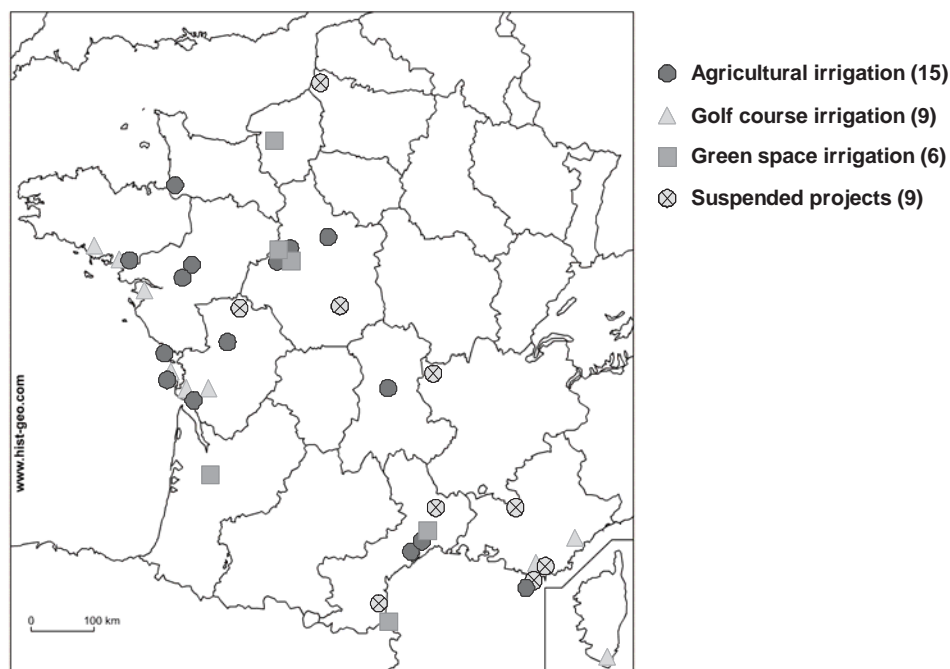 Agricultural irrigation (15)
Golf course irrigation (9)
Green space irrigation (6)
Suspended projects (9)
www.hist-geo.com
0 100 km